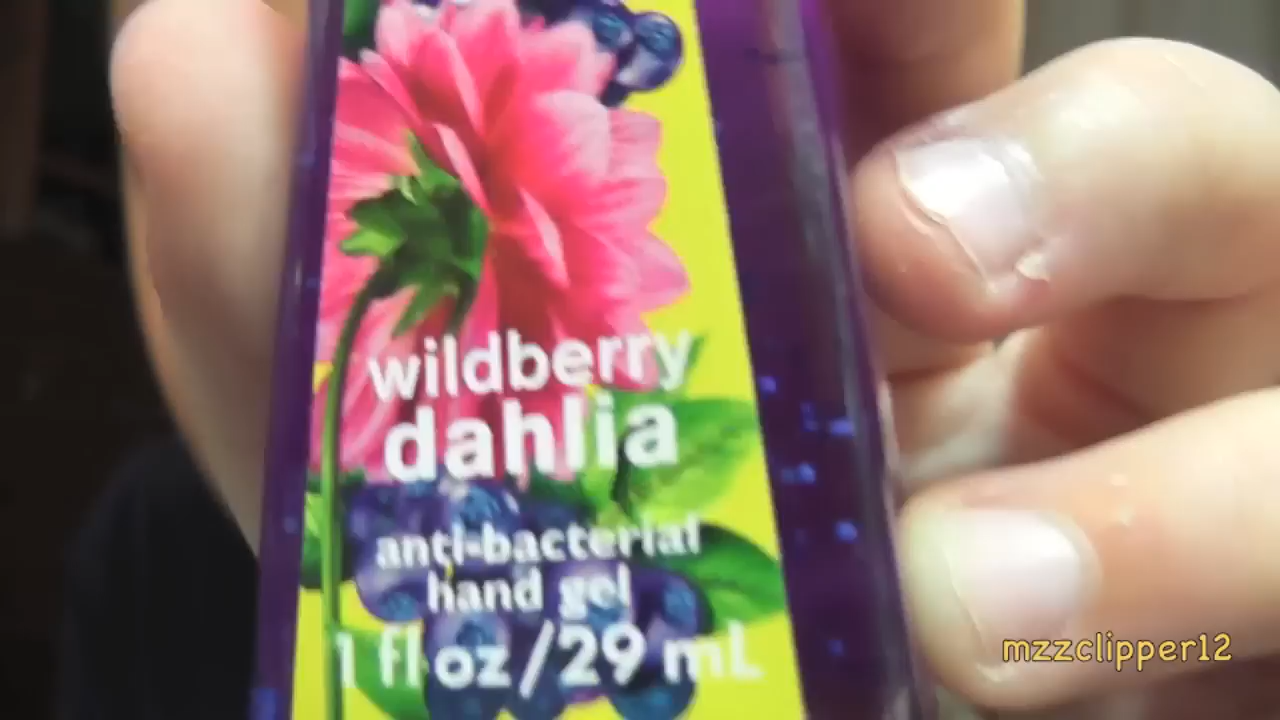 wildberry
dahlia
anti-bacterial
hand gel
1 fl oz/29 mL
mzzclipper12